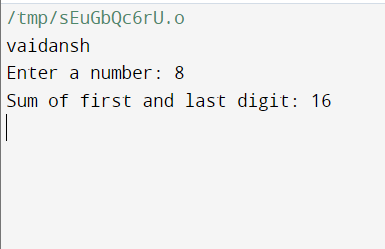 /tmp/sEuGbQc6rU.o
vaidansh
Enter a number: 8
Sum of first and last digit: 16